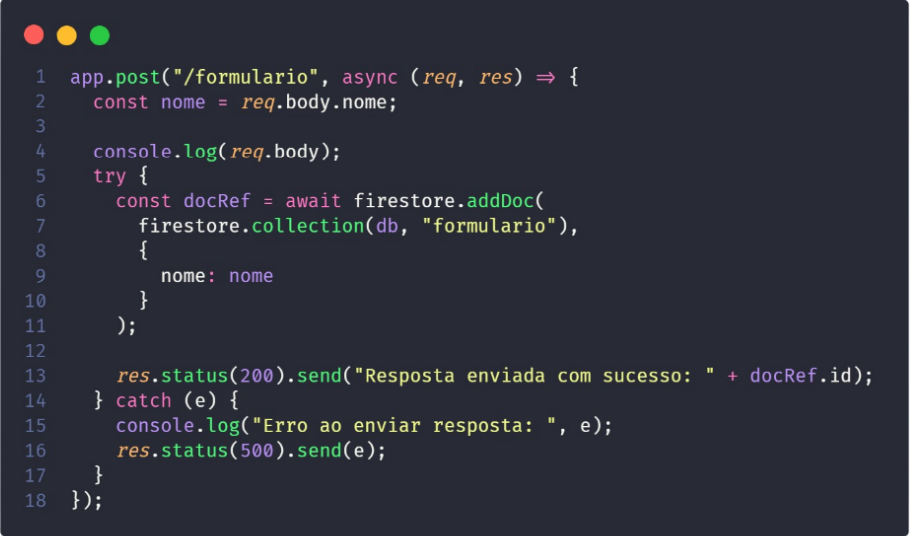 1 app.post("/formulario", async (req, res) => {
2 const nome = req.body.nome;
3
4 console.log(req.body);
5 try {
6 const docRef = await firestore.addDoc(
7 firestore.collection(db, "formulario"),
8 {
9 nome: nome
10 }
11 );
12
13 res.status(200).send("Resposta enviada com sucesso: " + docRef.id);
14 } catch (e) {
15 console.log("Erro ao enviar resposta: ", e);
16 res.status(500).send(e);
17 }
18 });